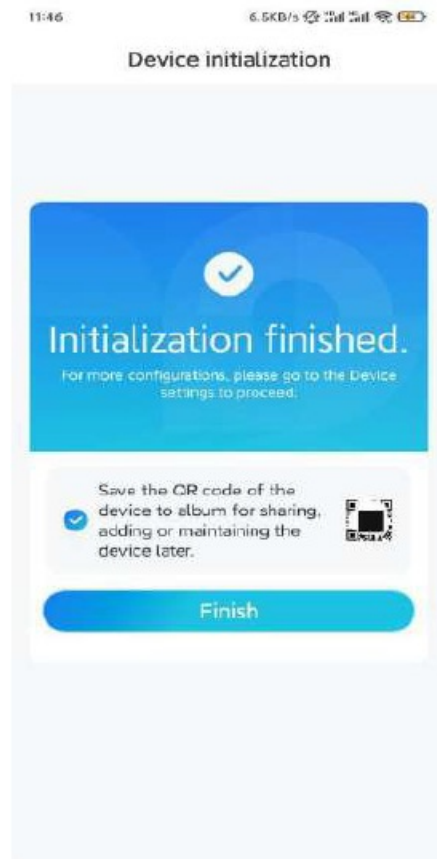 11:46 6.5KB/s
Device initialization
Initialization finished.
For more configurations, please go to the Device
settings to proceed.
Save the QR code of the
device to album for sharing,
adding or maintaining the
device later.
Finish